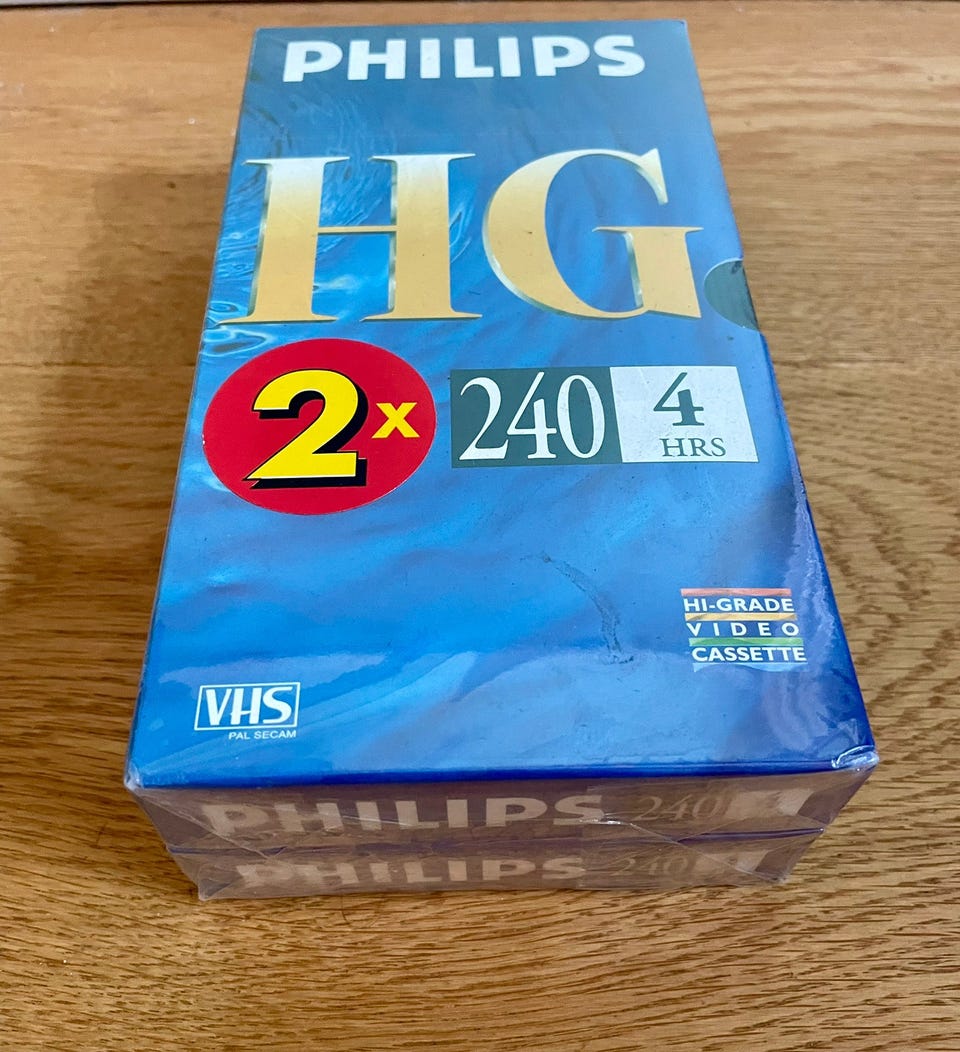 PHILIPS
HG
2x
240 4 HRS
HI-GRADE
VIDEO
CASSETTE
VHS
PAL SECAM
PHILIPS 240
PHILIPS 240